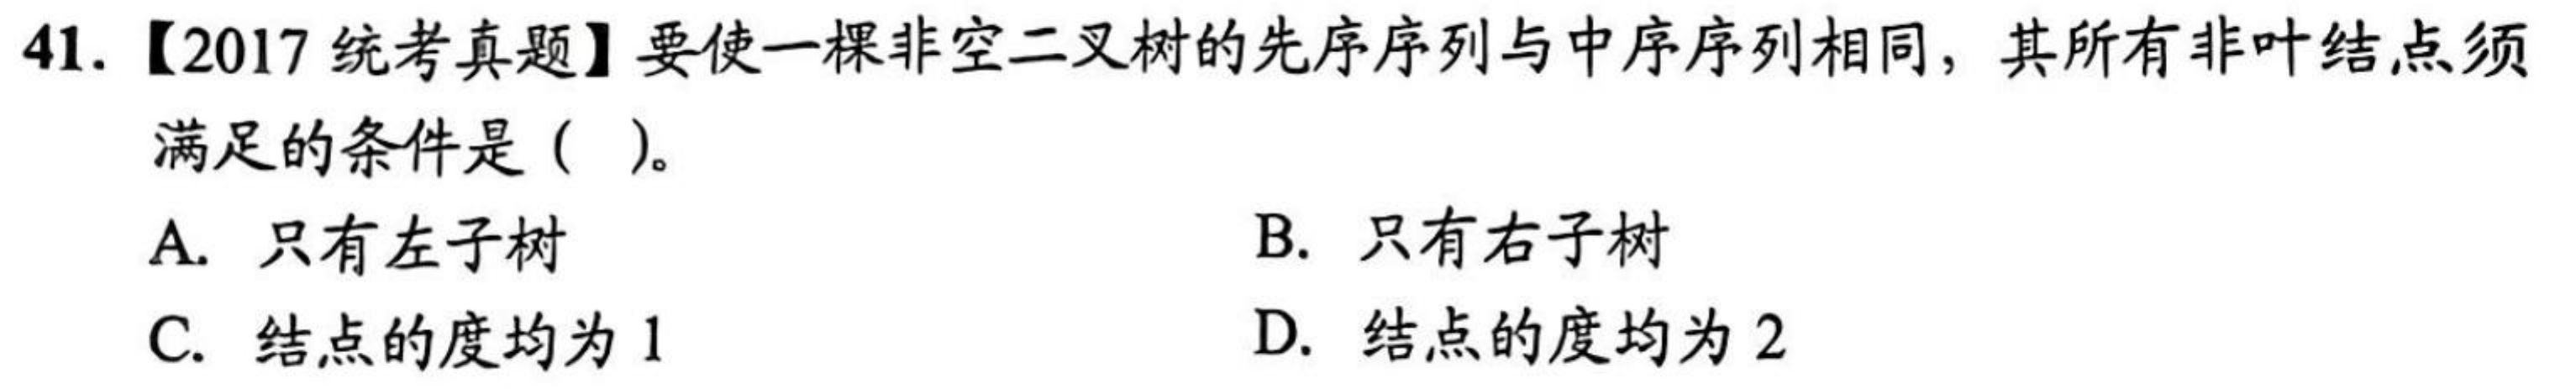 41.【2017 统考真题】要使一棵非空二叉树的先序序列与中序序列相同，其所有非叶结点须
满足的条件是（ ）。
A. 只有左子树 B. 只有右子树
C. 结点的度均为 1 D. 结点的度均为 2